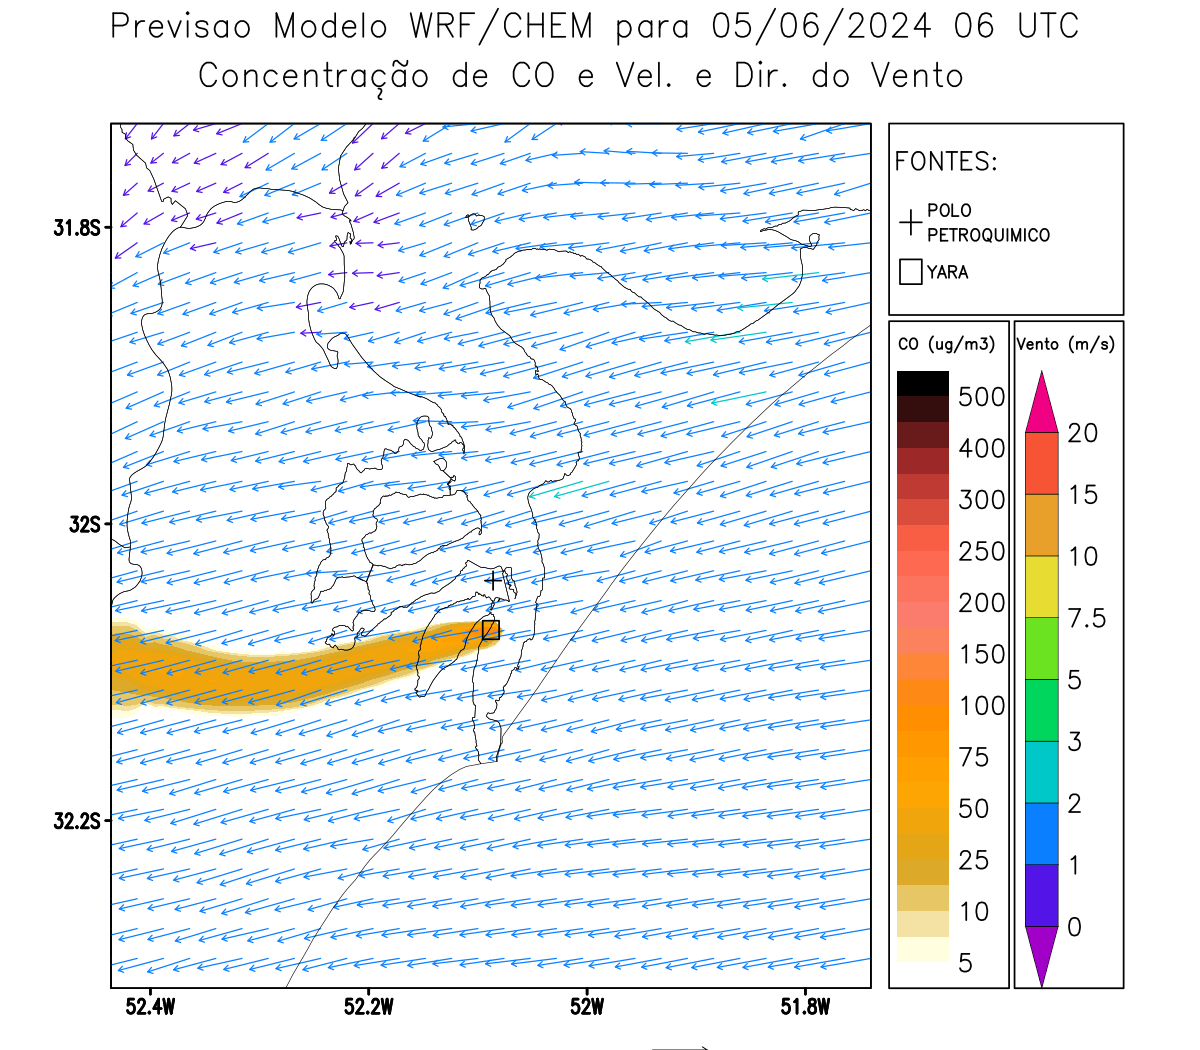 Previsao Modelo WRF/CHEM para 05/06/2024 06 UTC
Concentração de CO e Vel. e Dir. do Vento
FONTES:
POLO
PETROQUIMICO
YARA
31.8S
32S
32.2S
52.4W
52.2W
52W
51.8W
CO (ug/m3)
500
400
300
250
200
150
100
75
50
25
10
5
Vento (m/s)
20
15
10
7.5
5
3
2
1
0